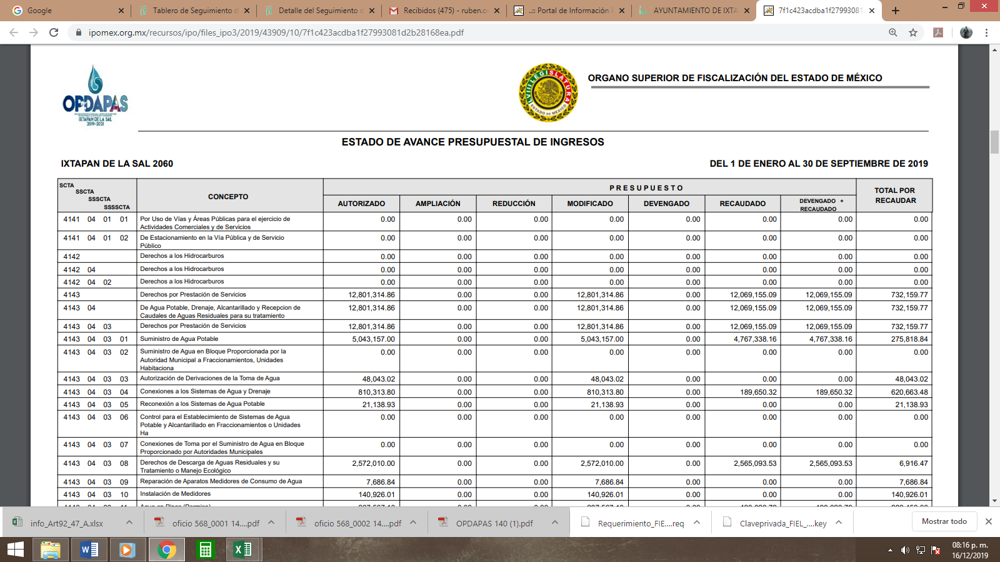 Google
Tablero de Seguimiento d
Detalle del Seguimiento d
Recibidos (475) - ruben.o
..:: Portal de Información
AYUNTAMIENTO DE IXTA
7f1c423acdba1f27993081
ipomex.org.mx/recursos/ipo/files_ipo3/2019/43909/10/7f1c423acdba1f27993081d2b28168ea.pdf
OPDAPAS
IXTAPAN DE LA SAL
2019-2021
LVIII LEGISLATURA
ESTADO DE MEXICO
ORGANO SUPERIOR DE FISCALIZACIÓN DEL ESTADO DE MÉXICO
ESTADO DE AVANCE PRESUPUESTAL DE INGRESOS
IXTAPAN DE LA SAL 2060 DEL 1 DE ENERO AL 30 DE SEPTIEMBRE DE 2019
SCTA
SSCTA
SSSCTA
SSSSCTA
CONCEPTO
P R E S U P U E S T O
AUTORIZADO AMPLIACIÓN REDUCCIÓN MODIFICADO DEVENGADO RECAUDADO DEVENGADO + RECAUDADO
TOTAL POR
RECAUDAR
4141 04 01 01 Por Uso de Vías y Áreas Públicas para el ejercicio de 0.00 0.00 0.00 0.00 0.00 0.00 0.00 0.00
Actividades Comerciales y de Servicios
4141 04 01 02 De Estacionamiento en la Vía Pública y de Servicio 0.00 0.00 0.00 0.00 0.00 0.00 0.00 0.00
Público
4142 Derechos a los Hidrocarburos 0.00 0.00 0.00 0.00 0.00 0.00 0.00 0.00
4142 04 Derechos a los Hidrocarburos 0.00 0.00 0.00 0.00 0.00 0.00 0.00 0.00
4142 04 02 Derechos a los Hidrocarburos 0.00 0.00 0.00 0.00 0.00 0.00 0.00 0.00
4143 Derechos por Prestación de Servicios 12,801,314.86 0.00 0.00 12,801,314.86 0.00 12,069,155.09 12,069,155.09 732,159.77
4143 04 De Agua Potable, Drenaje, Alcantarillado y Recepcion de 12,801,314.86 0.00 0.00 12,801,314.86 0.00 12,069,155.09 12,069,155.09 732,159.77
Caudales de Aguas Residuales para su tratamiento
4143 04 03 Derechos por Prestación de Servicios 12,801,314.86 0.00 0.00 12,801,314.86 0.00 12,069,155.09 12,069,155.09 732,159.77
4143 04 03 01 Suministro de Agua Potable 5,043,157.00 0.00 0.00 5,043,157.00 0.00 4,767,338.16 4,767,338.16 275,818.84
4143 04 03 02 Suministro de Agua en Bloque Proporcionada por la 0.00 0.00 0.00 0.00 0.00 0.00 0.00 0.00
Autoridad Municipal a Fraccionamientos, Unidades
Habitaciona
4143 04 03 03 Autorización de Derivaciones de la Toma de Agua 48,043.02 0.00 0.00 48,043.02 0.00 0.00 0.00 48,043.02
4143 04 03 04 Conexiones a los Sistemas de Agua y Drenaje 810,313.80 0.00 0.00 810,313.80 0.00 189,650.32 189,650.32 620,663.48
4143 04 03 05 Reconexión a los Sistemas de Agua Potable 21,138.93 0.00 0.00 21,138.93 0.00 0.00 0.00 21,138.93
4143 04 03 06 Control para el Establecimiento de Sistemas de Agua 0.00 0.00 0.00 0.00 0.00 0.00 0.00 0.00
Potable y Alcantarillado en Fraccionamientos o Unidades
Ha
4143 04 03 07 Conexiones de Toma por el Suministro de Agua en Bloque 0.00 0.00 0.00 0.00 0.00 0.00 0.00 0.00
Proporcionado por Autoridades Municipales
4143 04 03 08 Derechos de Descarga de Aguas Residuales y su 2,572,010.00 0.00 0.00 2,572,010.00 0.00 2,565,093.53 2,565,093.53 6,916.47
Tratamiento o Manejo Ecológico
4143 04 03 09 Reparación de Aparatos Medidores de Consumo de Agua 7,686.84 0.00 0.00 7,686.84 0.00 0.00 0.00 7,686.84
4143 04 03 10 Instalación de Medidores 140,926.01 0.00 0.00 140,926.01 0.00 0.00 0.00 140,926.01
info_Art92_47_A.xlsx
oficio 568_0001 14....pdf
oficio 568_0002 14....pdf
OPDAPAS 140 (1).pdf
Requerimiento_FIE....req
Claveprivada_FIEL_....key
Mostrar todo
08:16 p. m.
16/12/2019